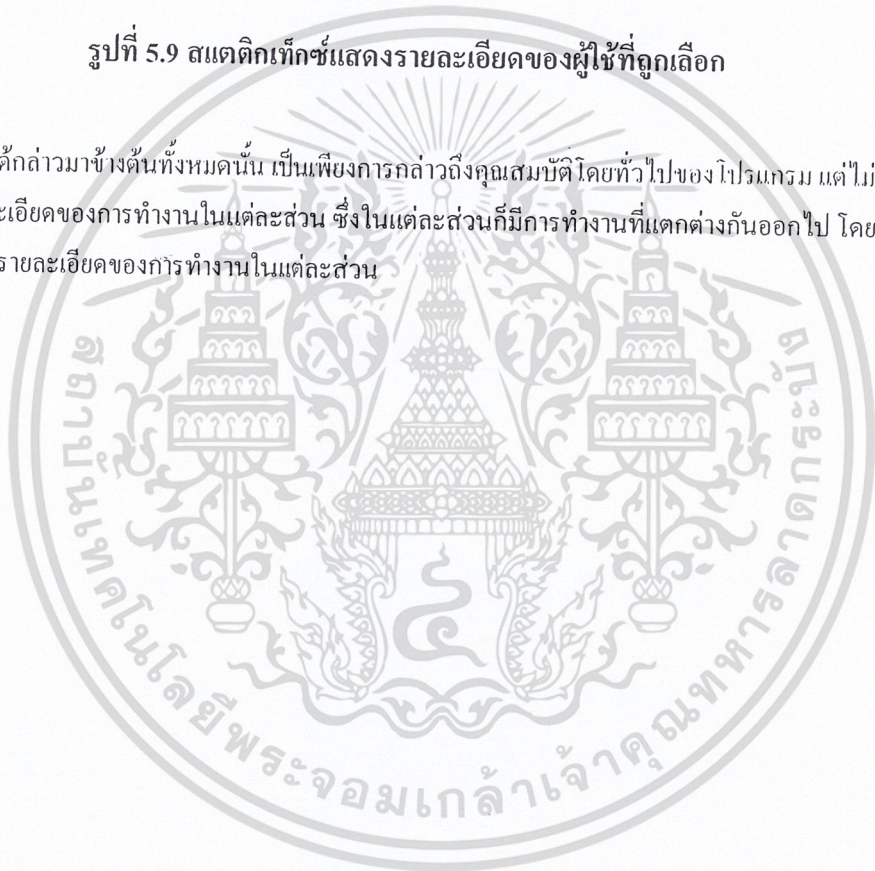 รูปที่ 5.9 สแตติกเท็กซ์แสดงรายละเอียดของผู้ใช้ที่ถูกเลือก
ด้กล่าวมาข้างต้นทั้งหมดนั้น เป็นเพียงการกล่าวถึงคุณสมบัติโดยทั่วไปของโปรแกรม แต่ไม่
ะเอียดของการทำงานในแต่ละส่วน ซึ่งในแต่ละส่วนก็มีการทำงานที่แตกต่างกันออกไป โดย
รายละเอียดของการทำงานในแต่ละส่วน
สถาบันเทคโนโลยีพระจอมเกล้าเจ้าคุณทหารลาดกระบัง